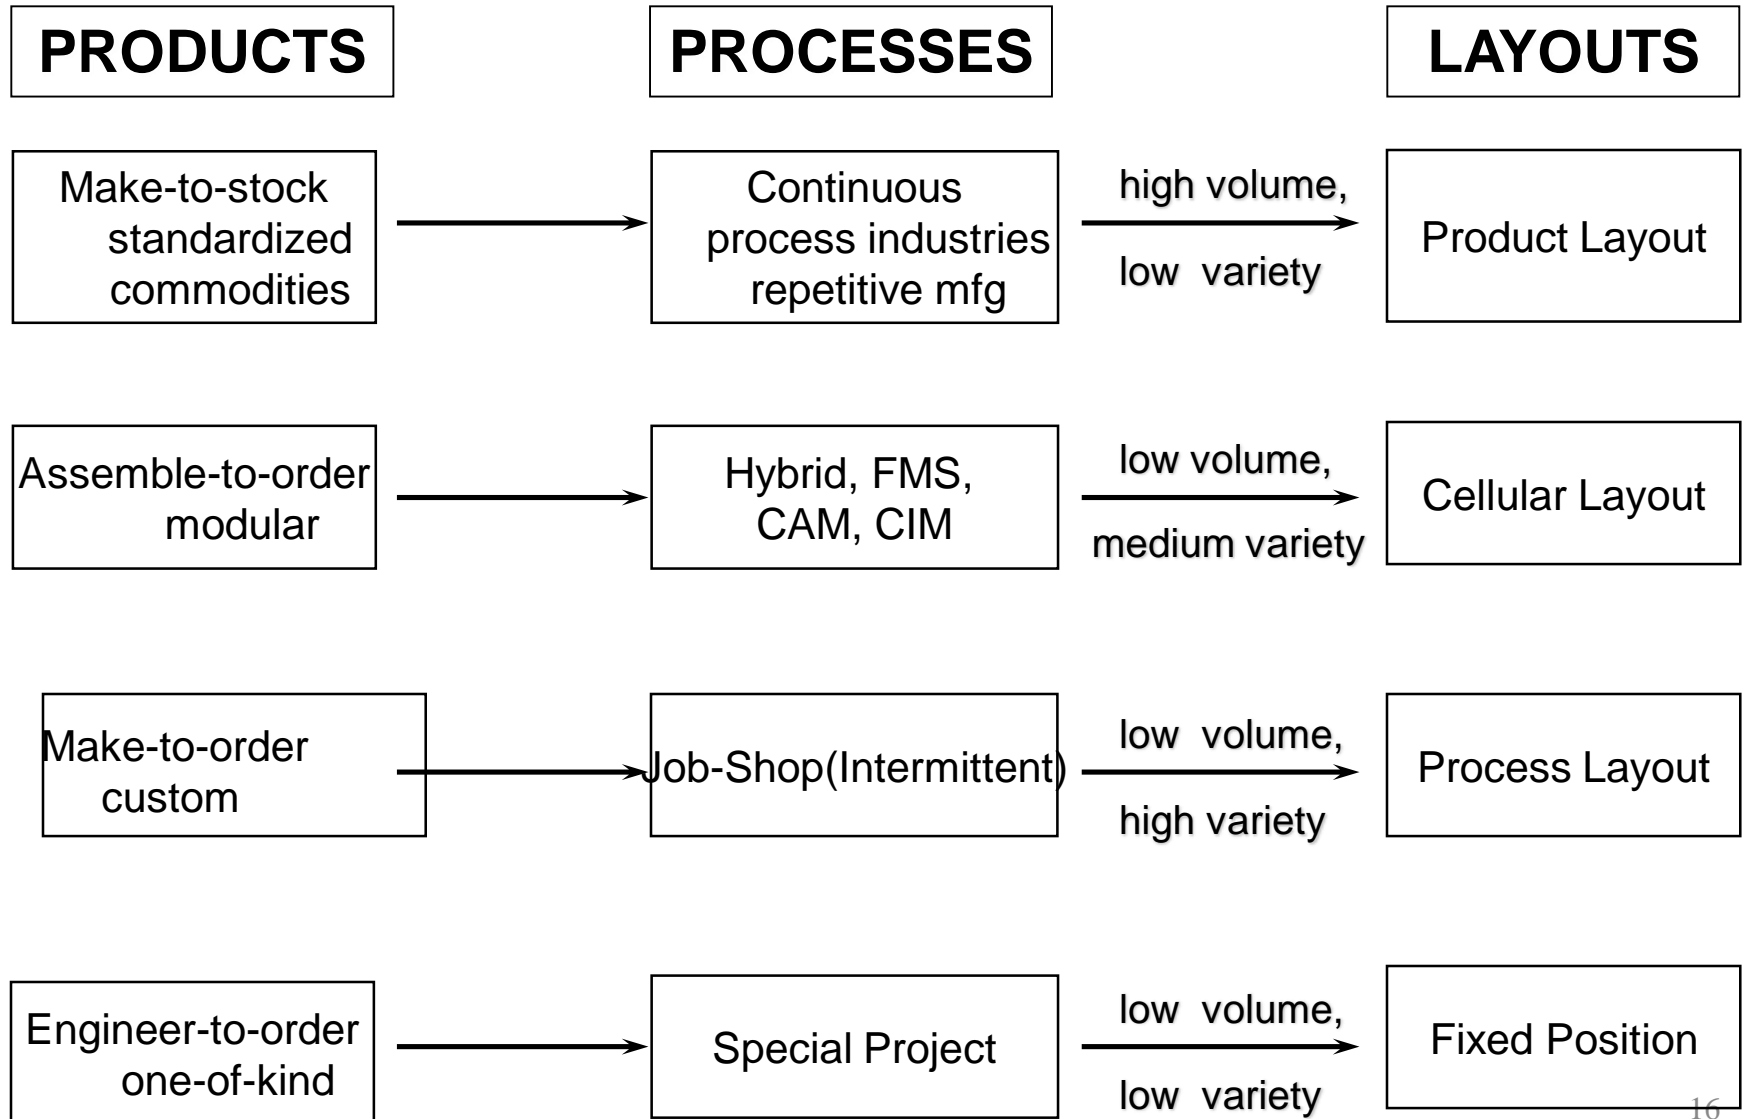 PRODUCTS
PROCESSES
LAYOUTS
Make-to-stock
standardized
commodities
Continuous
process industries
repetitive mfg
high volume,
low variety
Product Layout
Assemble-to-order
modular
Hybrid, FMS,
CAM, CIM
low volume,
medium variety
Cellular Layout
Make-to-order
custom
Job-Shop(Intermittent)
low volume,
high variety
Process Layout
Engineer-to-order
one-of-kind
Special Project
low volume,
low variety
Fixed Position
16